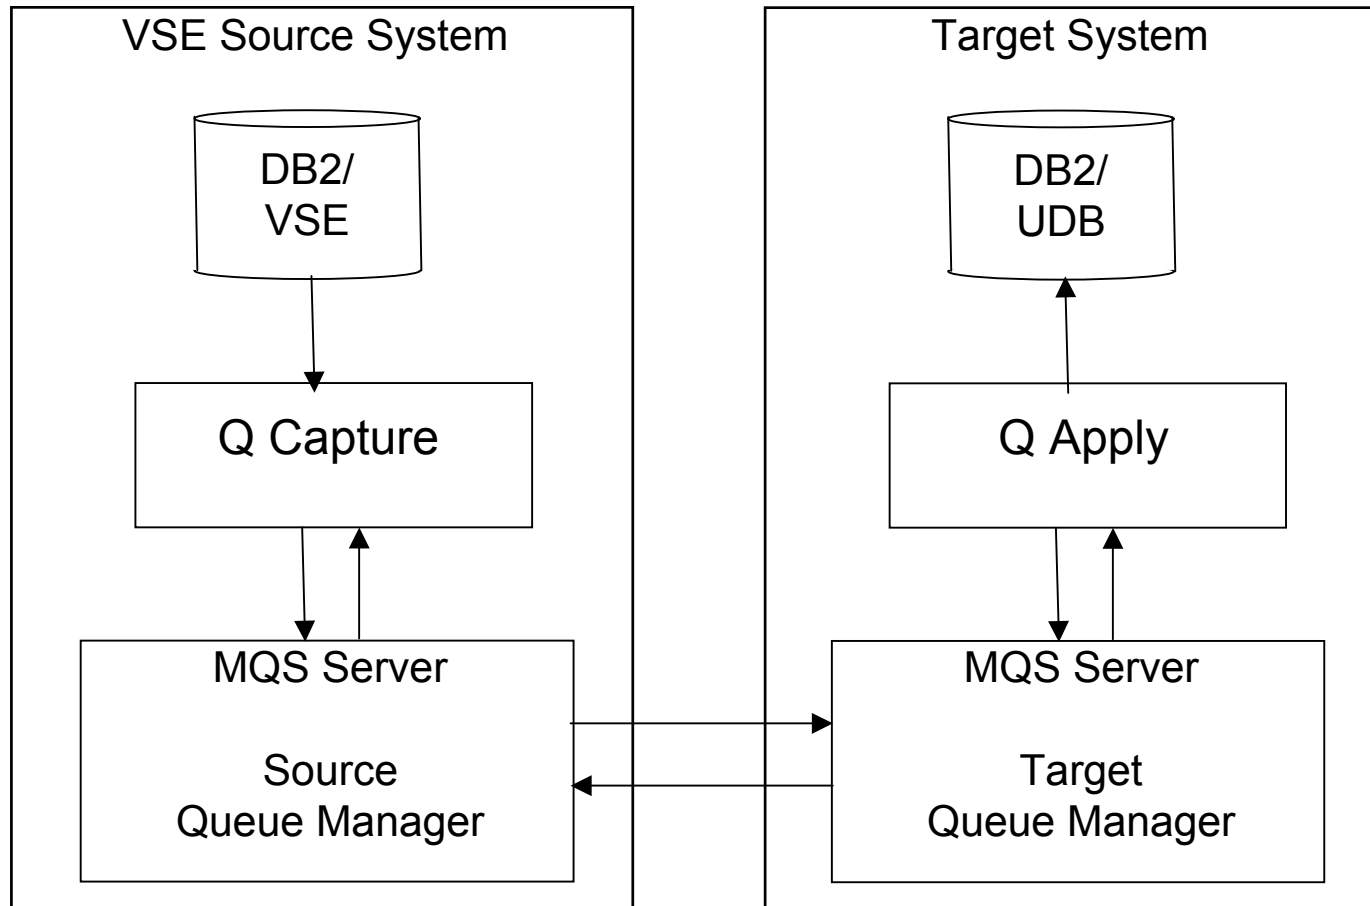 VSE Source System
DB2/
VSE
Q Capture
MQS Server
Source
Queue Manager
Target System
DB2/
UDB
Q Apply
MQS Server
Target
Queue Manager